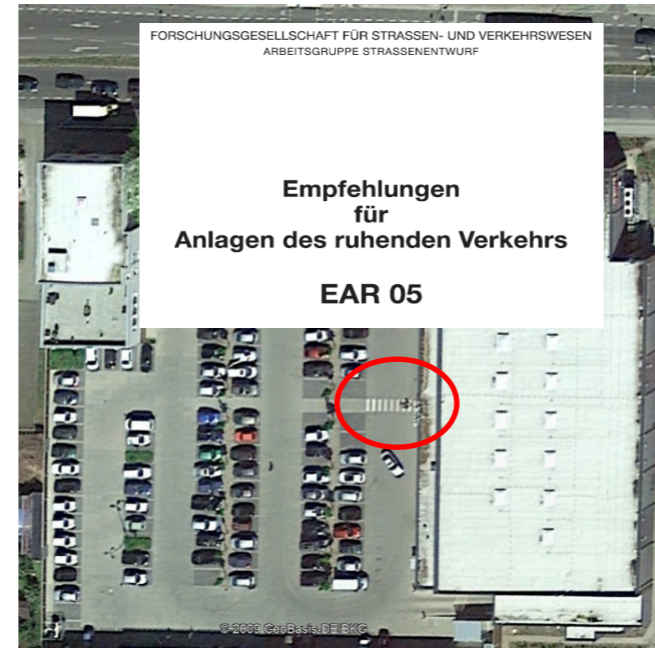 FORSCHUNGSGESELLSCHAFT FÜR STRASSEN- UND VERKEHRSWESEN
ARBEITSGRUPPE STRASSENENTWURF
Empfehlungen
für
Anlagen des ruhenden Verkehrs
EAR 05
© 2009 GeoBasis-DE/BKG